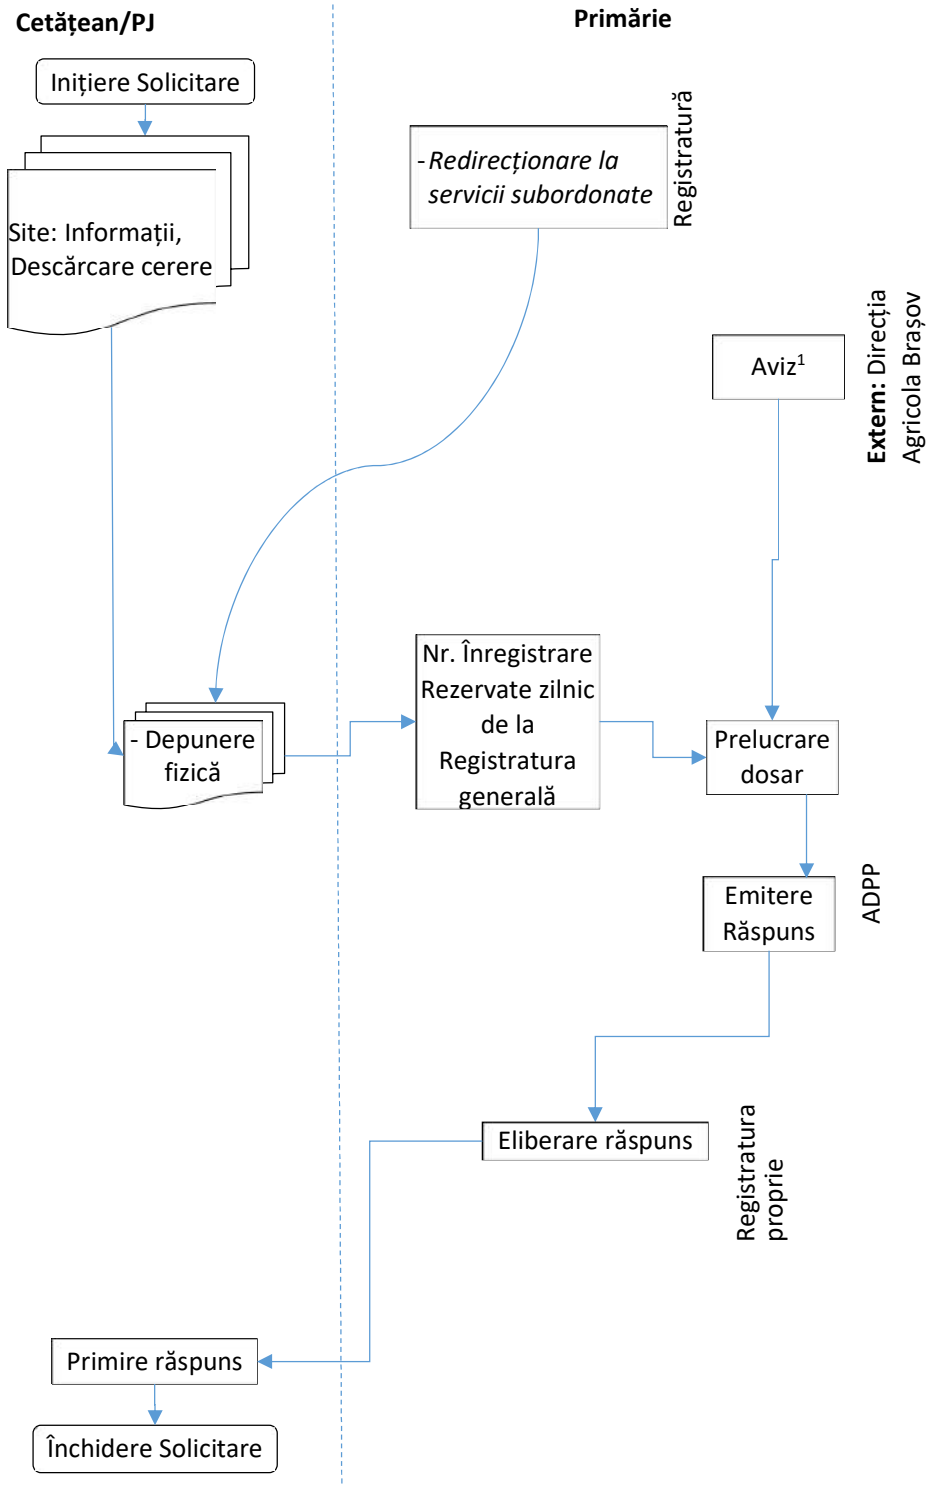 Cetățean/PJ
Primărie
Inițiere Solicitare
Site: Informații,
Descărcare cerere
- Redirecționare la
servicii subordonate
Registratură
Aviz¹
Extern: Direcția
Agricola Brașov
- Depunere
fizică
Nr. Înregistrare
Rezervate zilnic
de la
Registratura
generală
Prelucrare
dosar
Emitere
Răspuns
ADPP
Eliberare răspuns
Registratura
proprie
Primire răspuns
Închidere Solicitare